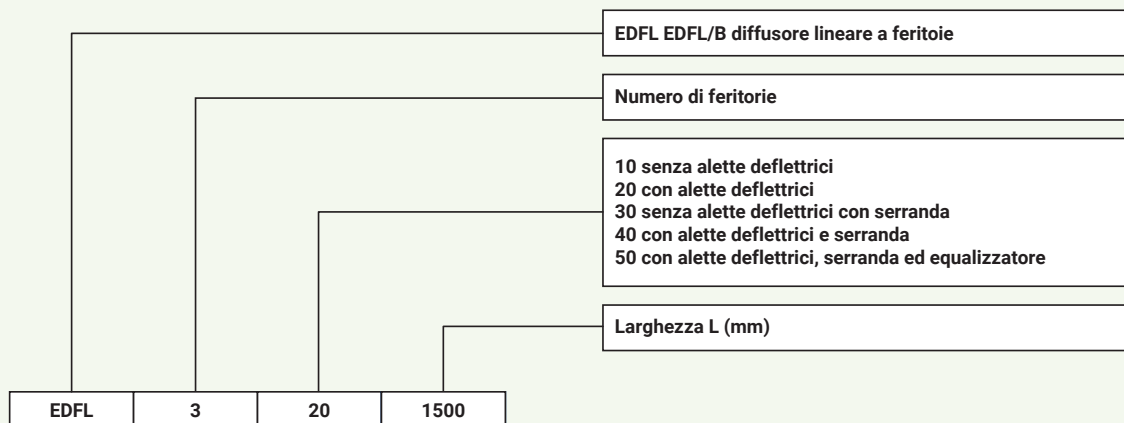 EDFL EDFL/B diffusore lineare a feritoie
Numero di feritorie
10 senza alette deflettrici
20 con alette deflettrici
30 senza alette deflettrici con serranda
40 con alette deflettrici e serranda
50 con alette deflettrici, serranda ed equalizzatore
Larghezza L (mm)
EDFL 3 20 1500